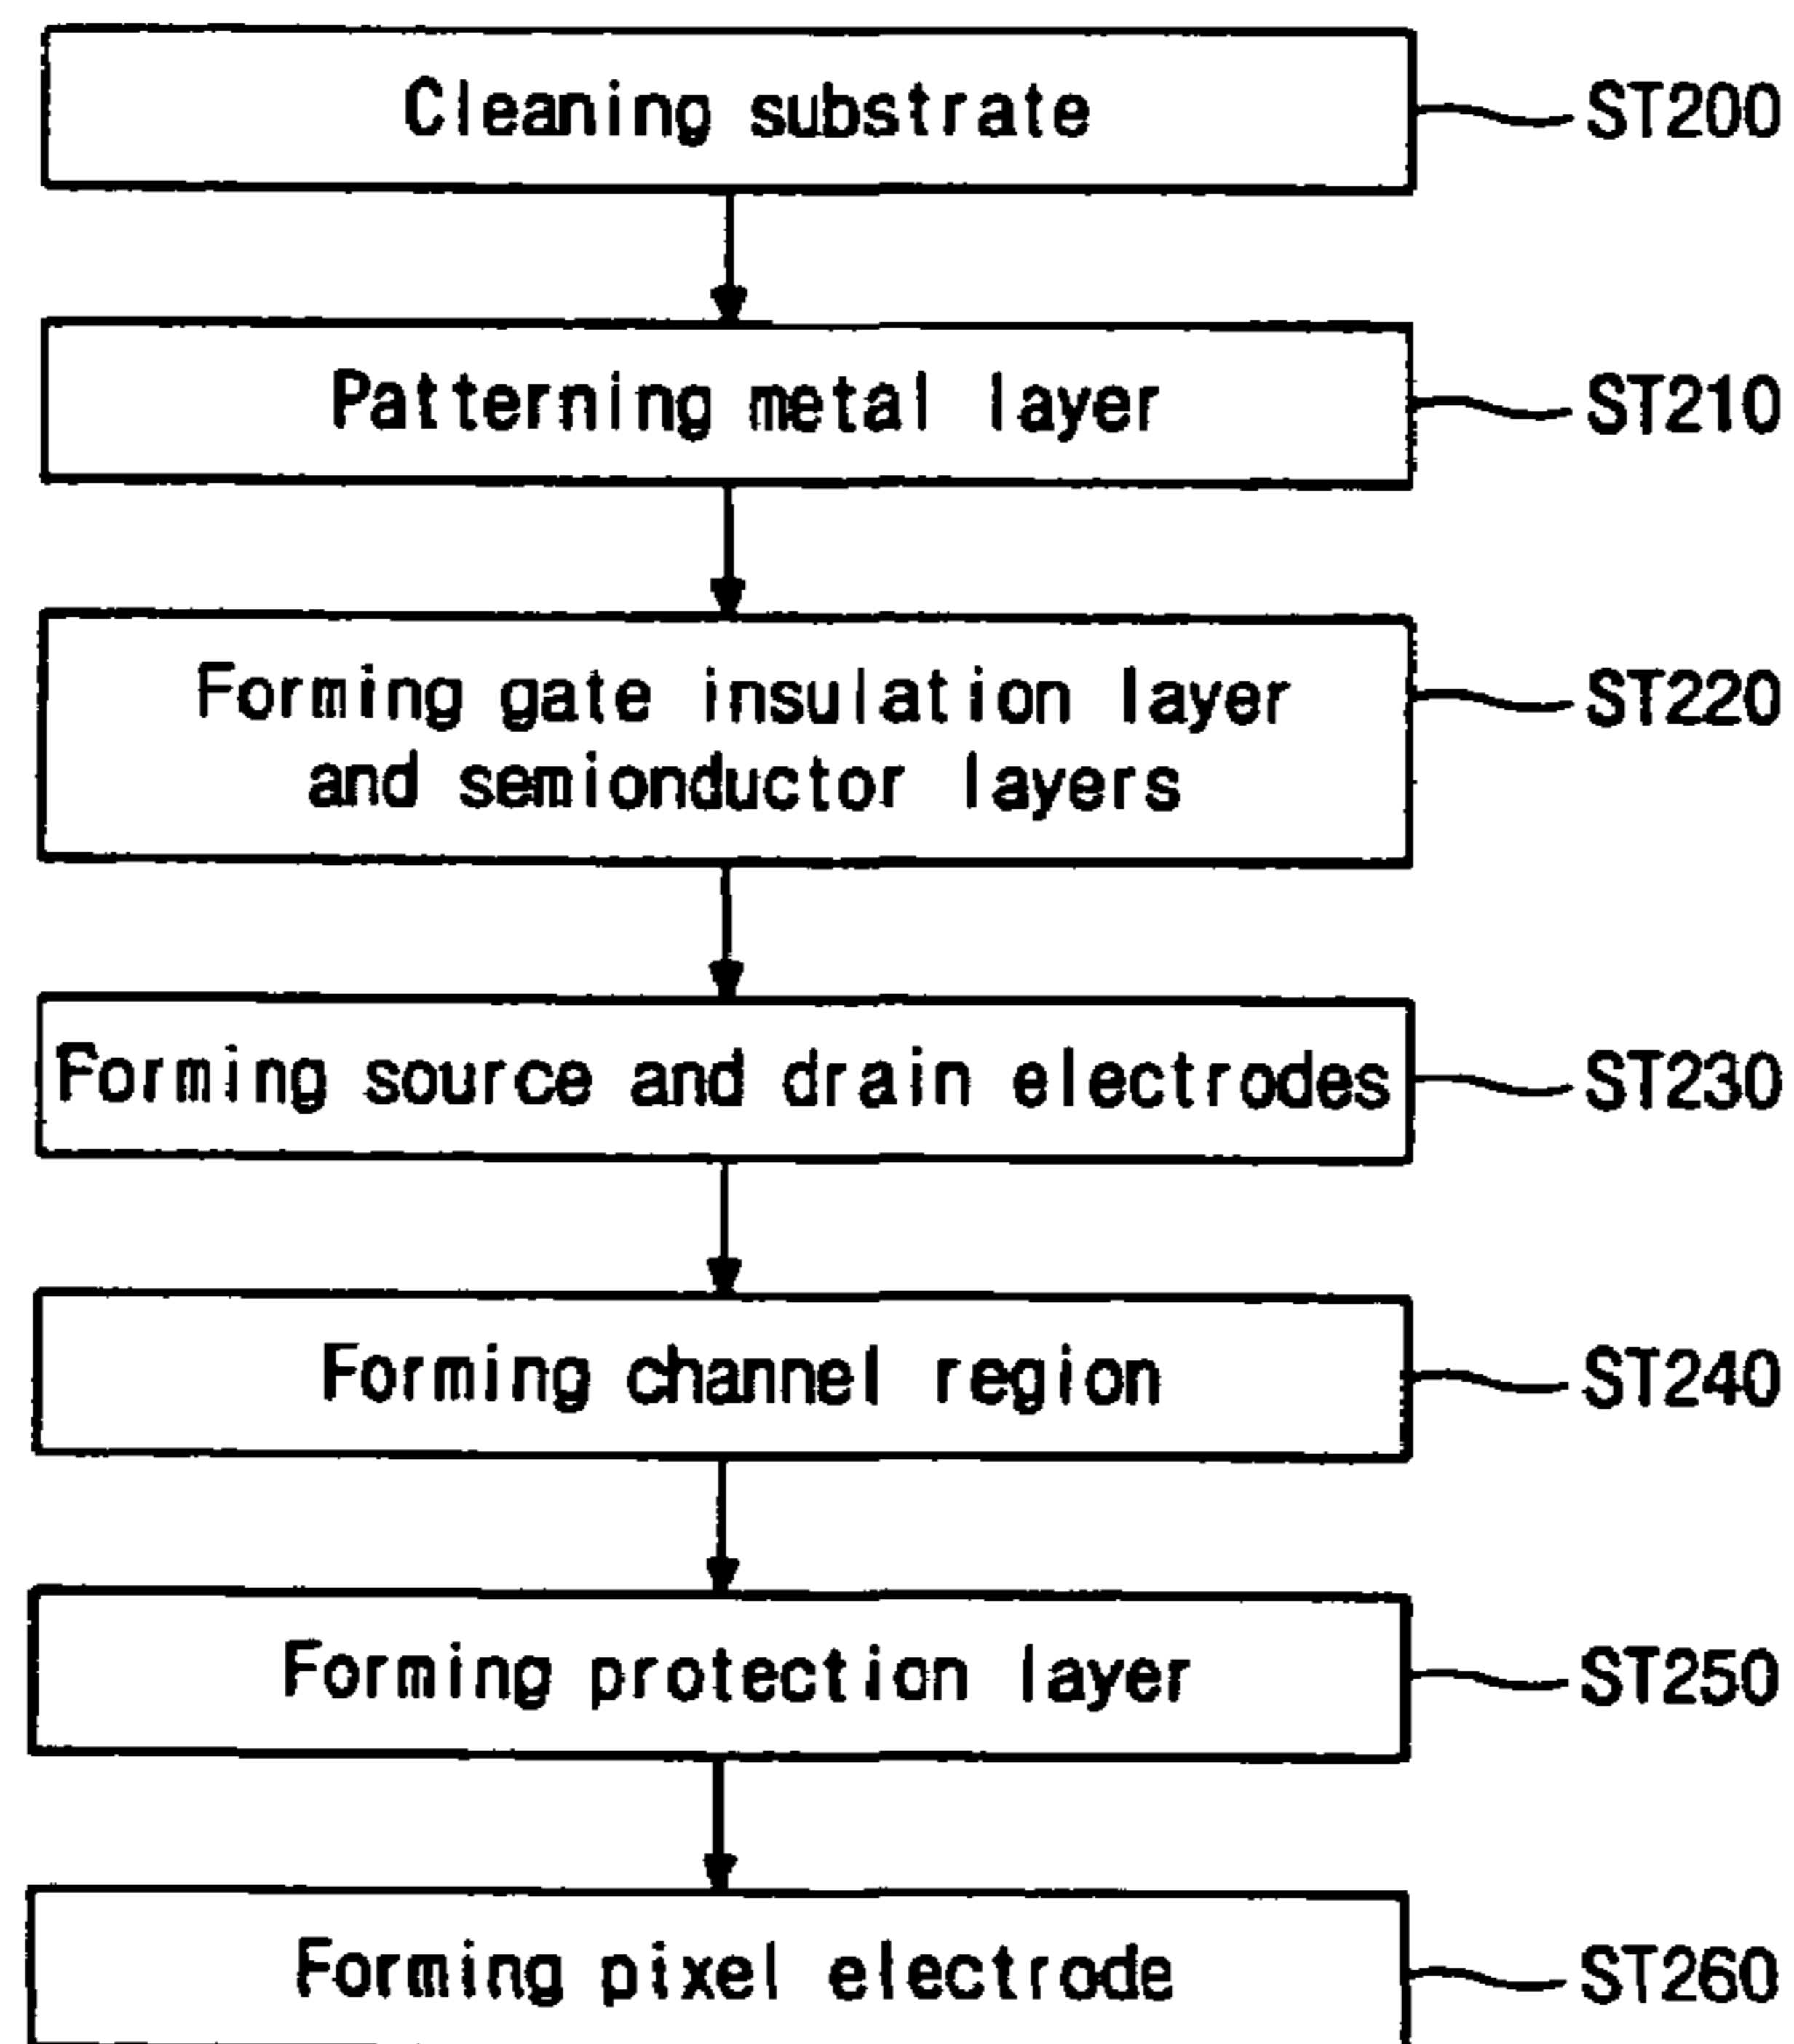 Cleaning substrate
ST200
Patterning metal layer
ST210
Forming gate insulation layer
and semionductor layers
ST220
Forming source and drain electrodes
ST230
Forming channel region
ST240
Forming protection layer
ST250
Forming pixel electrode
ST260